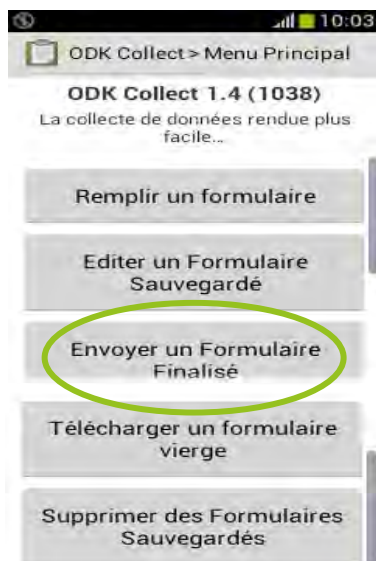 10:03
ODK Collect > Menu Principal
ODK Collect 1.4 (1038)
La collecte de données rendue plus
facile...
Remplir un formulaire
Editer un Formulaire
Sauvegardé
Envoyer un Formulaire
Finalisé
Télécharger un formulaire
vierge
Supprimer des Formulaires
Sauvegardés